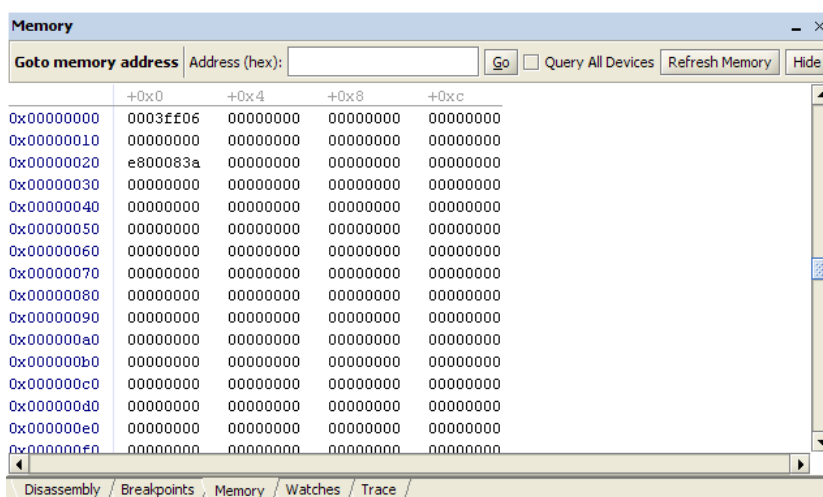 Memory
Goto memory address Address (hex): Go Query All Devices Refresh Memory Hide
+0x0 +0x4 +0x8 +0xc
0x00000000 0003ff06 00000000 00000000 00000000
0x00000010 00000000 00000000 00000000 00000000
0x00000020 e800083a 00000000 00000000 00000000
0x00000030 00000000 00000000 00000000 00000000
0x00000040 00000000 00000000 00000000 00000000
0x00000050 00000000 00000000 00000000 00000000
0x00000060 00000000 00000000 00000000 00000000
0x00000070 00000000 00000000 00000000 00000000
0x00000080 00000000 00000000 00000000 00000000
0x00000090 00000000 00000000 00000000 00000000
0x000000a0 00000000 00000000 00000000 00000000
0x000000b0 00000000 00000000 00000000 00000000
0x000000c0 00000000 00000000 00000000 00000000
0x000000d0 00000000 00000000 00000000 00000000
0x000000e0 00000000 00000000 00000000 00000000
0x000000f0 00000000 00000000 00000000 00000000
Disassembly / Breakpoints / Memory / Watches / Trace /